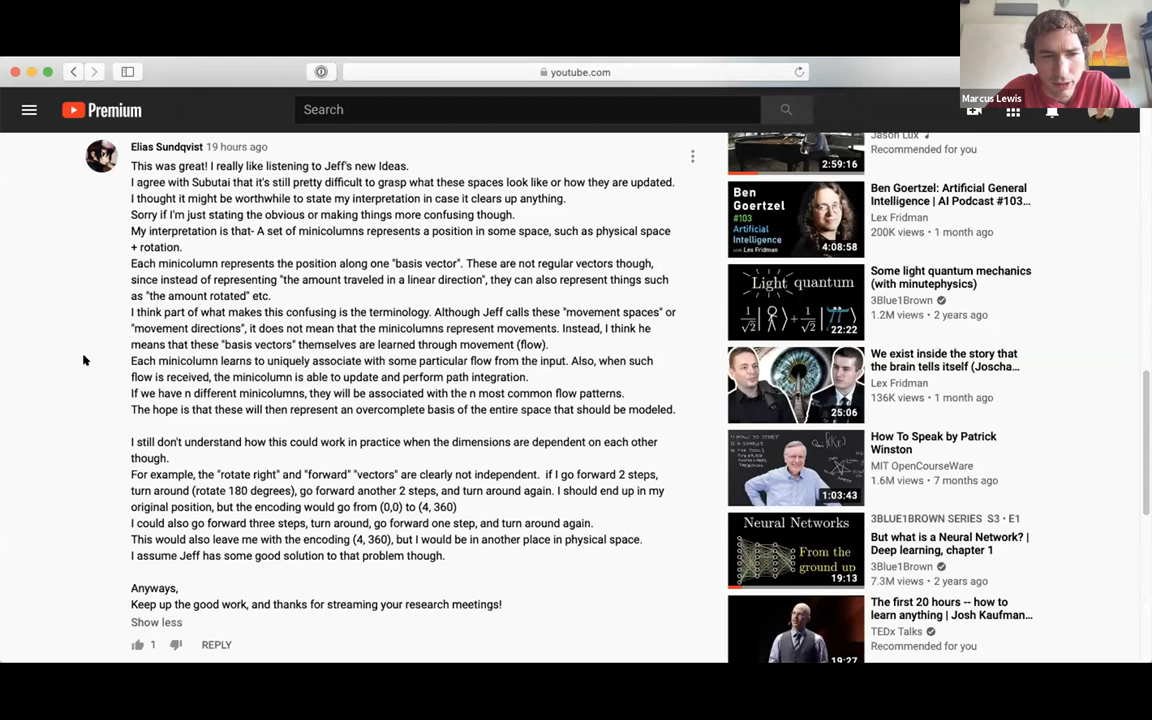 youtube.com
Marcus Lewis
Premium
Search
Elias Sundqvist 19 hours ago
This was great! I really like listening to Jeff's new Ideas.
I agree with Subutai that it's still pretty difficult to grasp what these spaces look like or how they are updated.
I thought it might be worthwhile to state my interpretation in case it clears up anything.
Sorry if I'm just stating the obvious or making things more confusing though.
My interpretation is that- A set of minicolumns represents a position in some space, such as physical space
+ rotation.
Each minicolumn represents the position along one "basis vector". These are not regular vectors though,
since instead of representing "the amount traveled in a linear direction", they can also represent things such
as "the amount rotated" etc.
I think part of what makes this confusing is the terminology. Although Jeff calls these "movement spaces" or
"movement directions", it does not mean that the minicolumns represent movements. Instead, I think he
means that these "basis vectors" themselves are learned through movement (flow).
Each minicolumn learns to uniquely associate with some particular flow from the input. Also, when such
flow is received, the minicolumn is able to update and perform path integration.
If we have n different minicolumns, they will be associated with the n most common flow patterns.
The hope is that these will then represent an overcomplete basis of the entire space that should be modeled.
I still don't understand how this could work in practice when the dimensions are dependent on each other
though.
For example, the "rotate right" and "forward" "vectors" are clearly not independent. if I go forward 2 steps,
turn around (rotate 180 degrees), go forward another 2 steps, and turn around again. I should end up in my
original position, but the encoding would go from (0,0) to (4, 360)
I could also go forward three steps, turn around, go forward one step, and turn around again.
This would also leave me with the encoding (4, 360), but I would be in another place in physical space.
I assume Jeff has some good solution to that problem though.
Anyways,
Keep up the good work, and thanks for streaming your research meetings!
Show less
1 REPLY
Jason Lux
Recommended for you
2:59:16
Ben
Goertzel
#103
Artificial
Intelligence
with Lex Fridman
4:08:58
Ben Goertzel: Artificial General
Intelligence | AI Podcast #103...
Lex Fridman
200K views • 1 month ago
Light quantum
22:22
Some light quantum mechanics
(with minutephysics)
3Blue1Brown
1.2M views • 2 years ago
25:06
We exist inside the story that
the brain tells itself (Joscha...
Lex Fridman
136K views • 1 month ago
1:03:43
How To Speak by Patrick
Winston
MIT OpenCourseWare
1.6M views • 7 months ago
Neural Networks
From the
ground up
19:13
3BLUE1BROWN SERIES S3 • E1
But what is a Neural Network? |
Deep learning, chapter 1
3Blue1Brown
7.3M views • 2 years ago
19:27
The first 20 hours -- how to
learn anything | Josh Kaufman...
TEDx Talks
Recommended for you